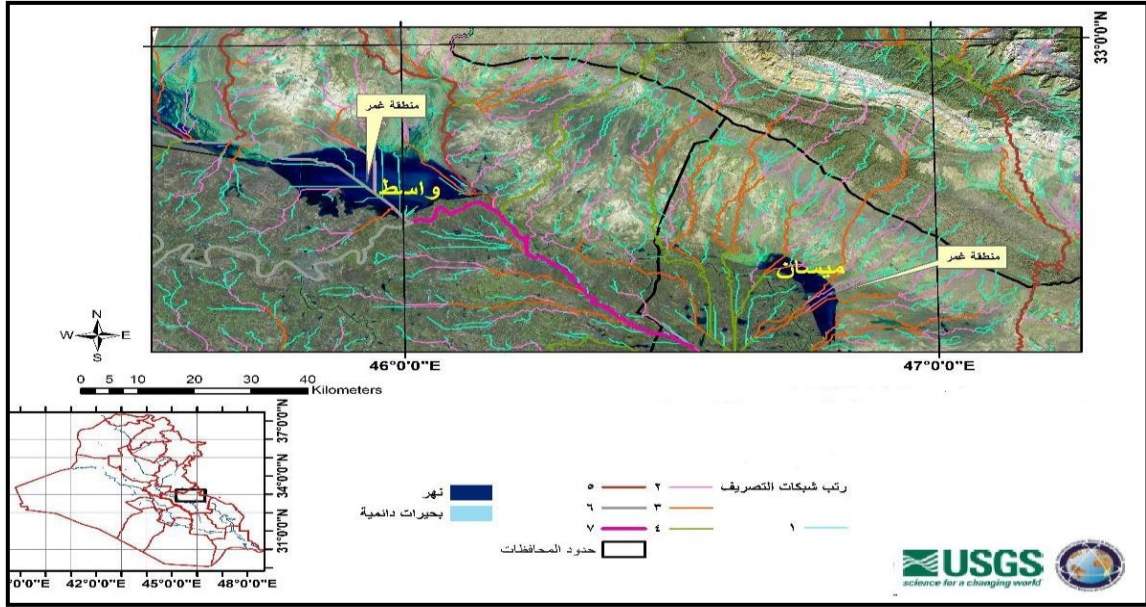 33°0'0"N
منطقة غمر
واسط
منطقة غمر
ميسان
N
W E
S
46°0'0"E 47°0'0"E
0 5 10 20 30 40
Kilometers
37°0'0"N
34°0'0"N
31°0'0"N
42°0'0"E 45°0'0"E 48°0'0"E
نهر
بحيرات دائمية
رتب شبكات التصريف
١
٢
٣
٤
٥
٦
٧
حدود المحافظات
USGS
science for a changing world